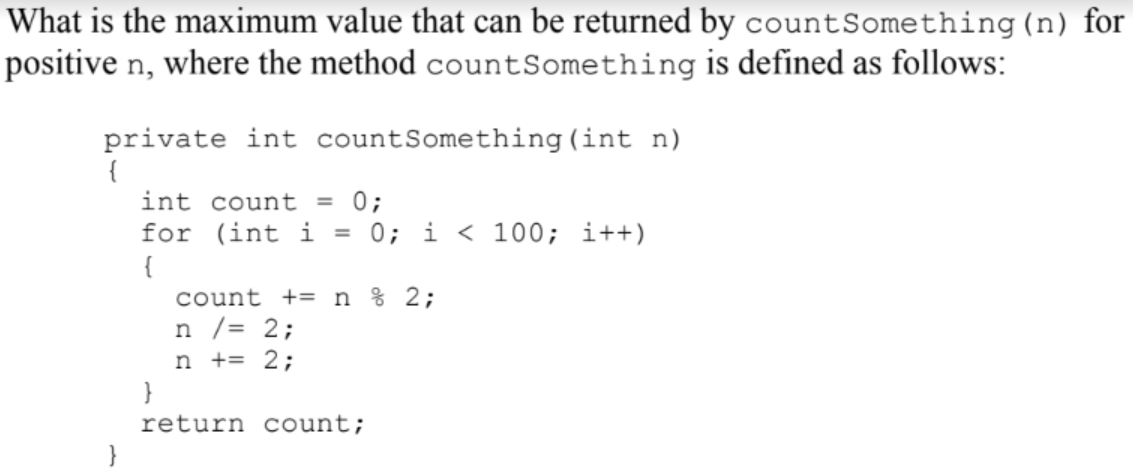 What is the maximum value that can be returned by countSomething(n) for
positive n, where the method countSomething is defined as follows:
private int countSomething(int n)
{
int count = 0;
for (int i = 0; i < 100; i++)
{
count += n % 2;
n /= 2;
n += 2;
}
return count;
}